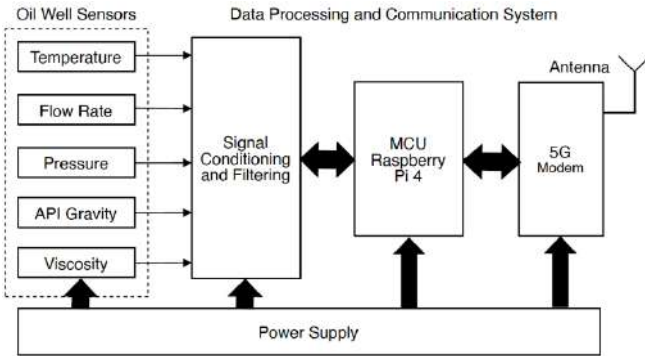 Oil Well Sensors
Data Processing and Communication System
Temperature
Flow Rate
Pressure
API Gravity
Viscosity
Signal
Conditioning
and Filtering
MCU
Raspberry
Pi 4
Antenna
5G
Modem
Power Supply